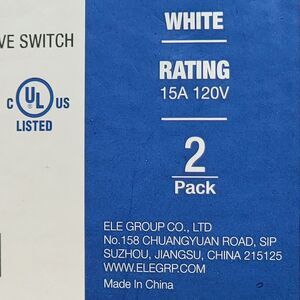 VE SWITCH
C UL US
LISTED
WHITE
RATING
15A 120V
2
Pack
ELE GROUP CO., LTD
No.158 CHUANGYUAN ROAD, SIP
SUZHOU, JIANGSU, CHINA 215125
WWW.ELEGRP.COM
Made In China